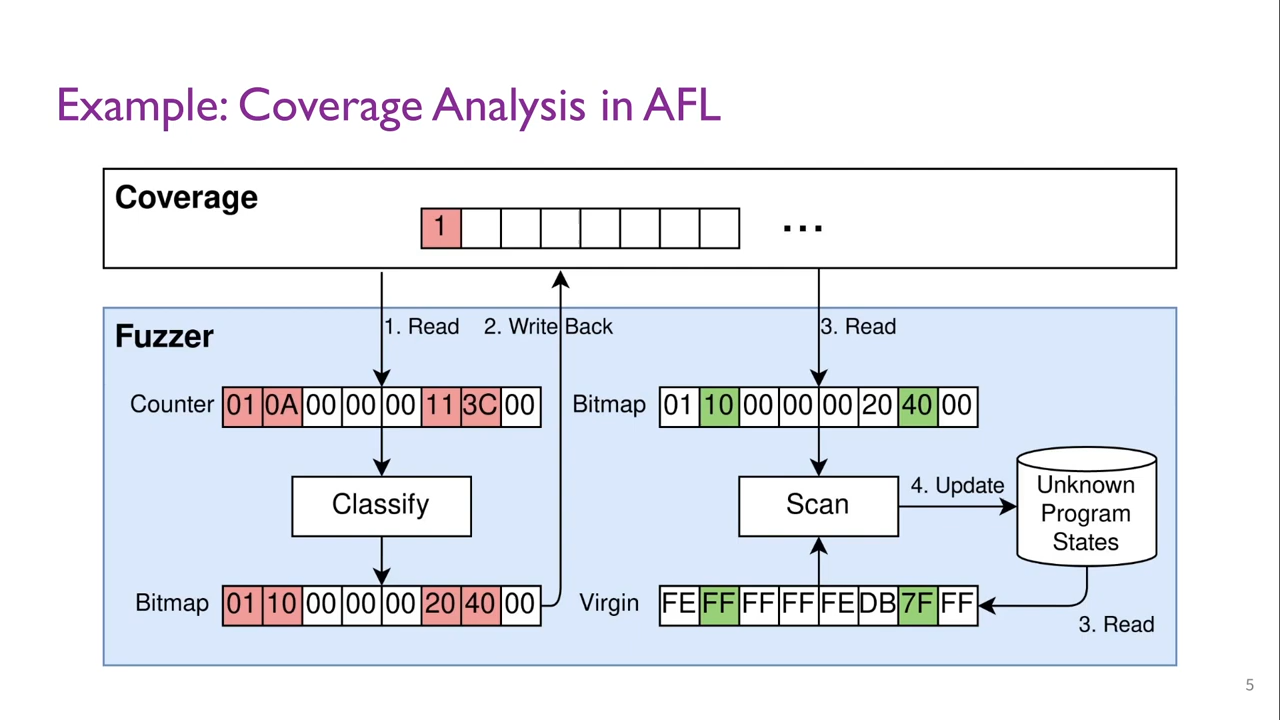 Example: Coverage Analysis in AFL
Coverage
1
...
Fuzzer
1. Read
2. Write Back
3. Read
Counter 01 0A 00 00 00 11 3C 00
Bitmap 01 10 00 00 00 20 40 00
Classify
Scan
4. Update
Unknown
Program
States
Bitmap 01 10 00 00 00 20 40 00
Virgin FE FF FF FF FE DB 7F FF
3. Read
5